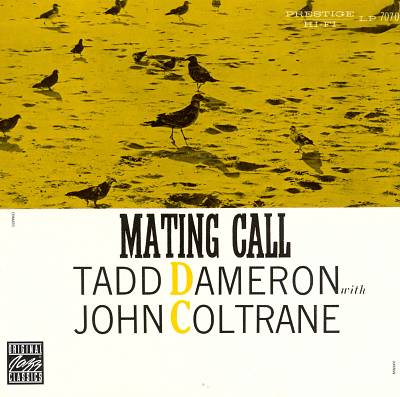 PRESTIGE LP 7070
HI-FI
MATING CALL
TADD DAMERON with
JOHN COLTRANE
ORIGINAL
Jazz
CLASSICS